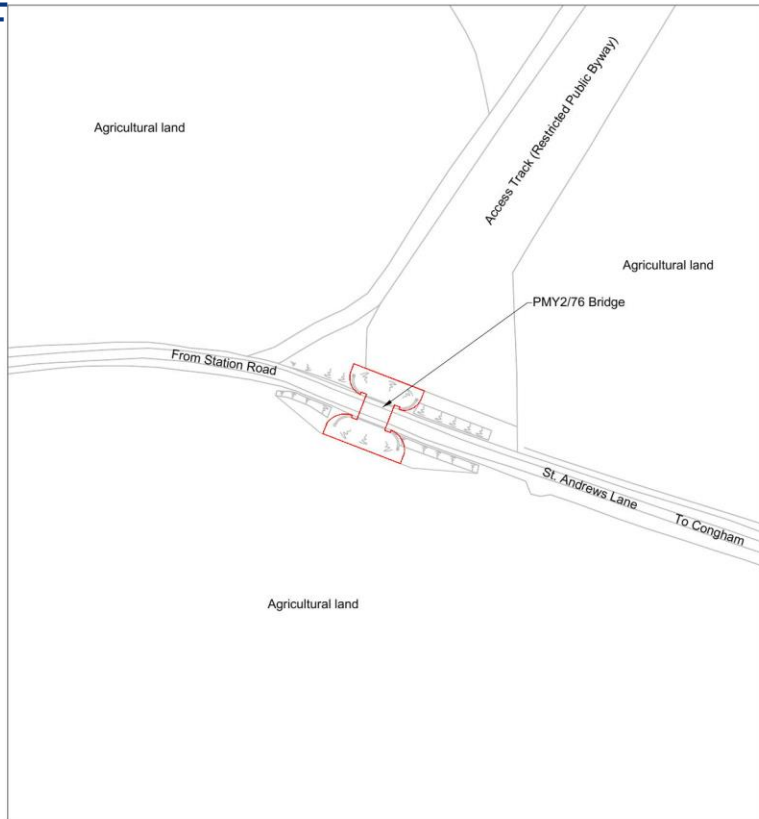 Agricultural land
Access Track (Restricted Public Byway)
Agricultural land
PMY2/76 Bridge
From Station Road
St. Andrews Lane
To Congham
Agricultural land